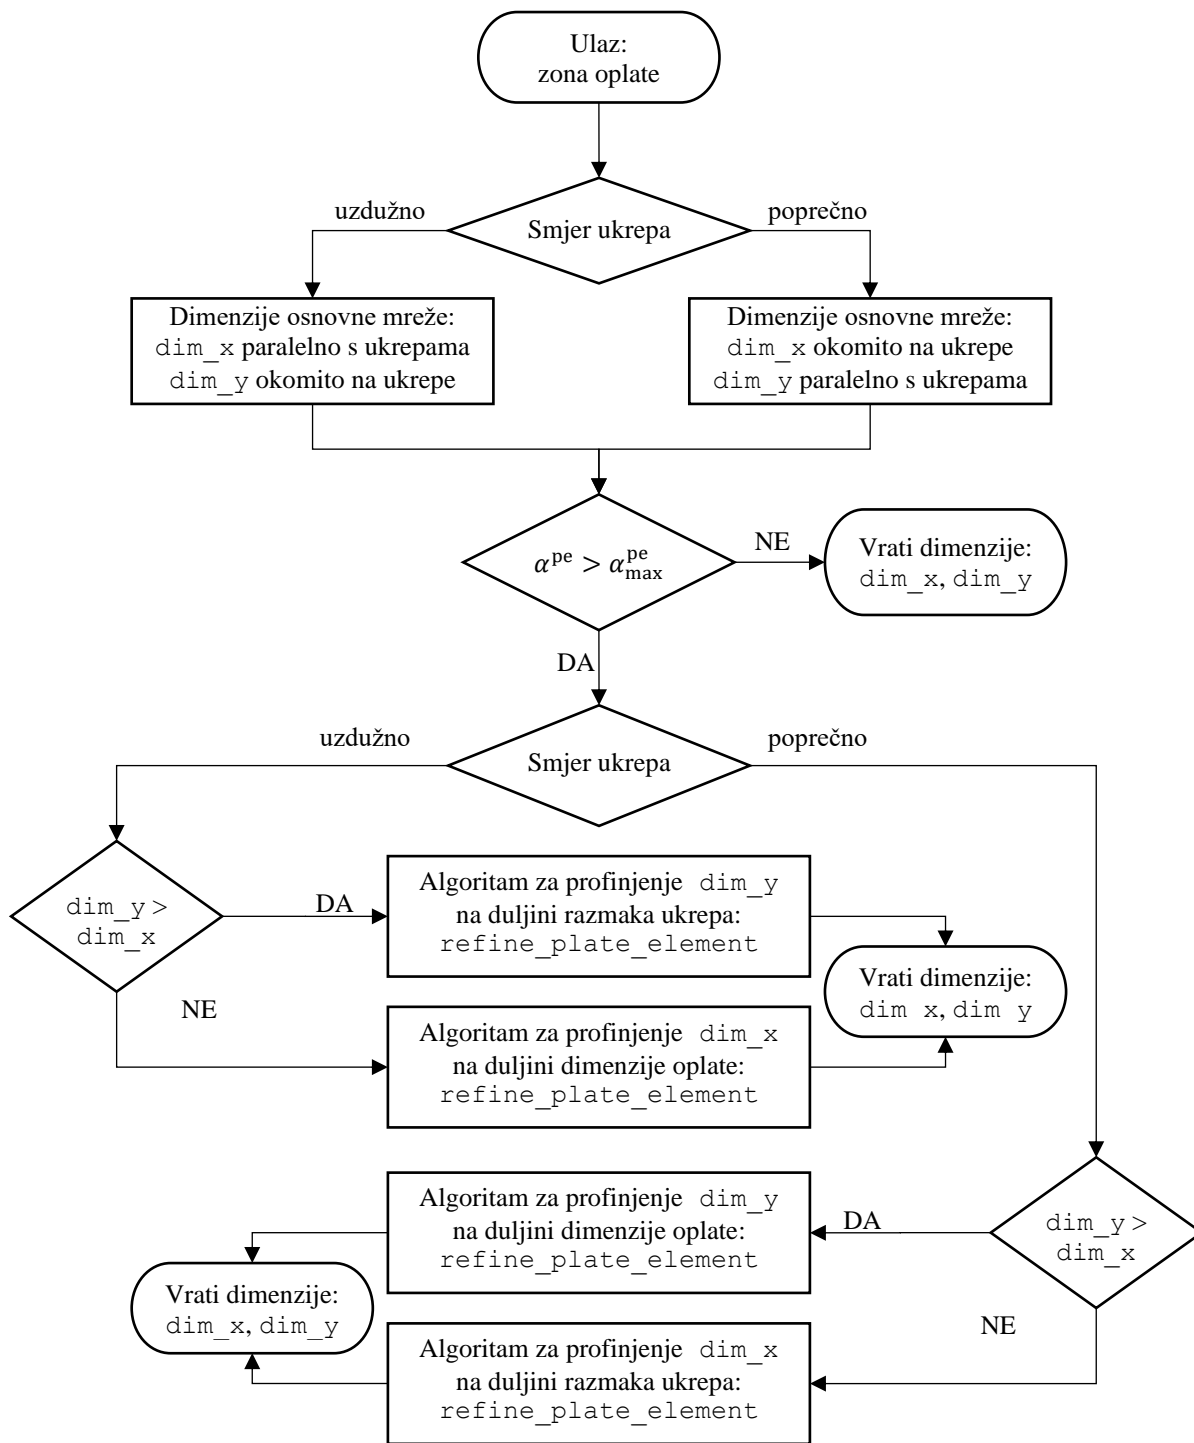 Ulaz:
zona oplate
uzdužno
Smjer ukrepa
poprečno
Dimenzije osnovne mreže:
dim_x paralelno s ukrepama
dim_y okomito na ukrepe
Dimenzije osnovne mreže:
dim_x okomito na ukrepe
dim_y paralelno s ukrepama
α^pe > α_max^pe
NE
Vrati dimenzije:
dim_x, dim_y
DA
uzdužno
Smjer ukrepa
poprečno
dim_y >
dim_x
DA
Algoritam za profinjenje dim_y
na duljini razmaka ukrepa:
refine_plate_element
Vrati dimenzije:
dim x, dim y
NE
Algoritam za profinjenje dim_x
na duljini dimenzije oplate:
refine_plate_element
dim_y >
dim_x
DA
Algoritam za profinjenje dim_y
na duljini dimenzije oplate:
refine_plate_element
Vrati dimenzije:
dim_x, dim_y
NE
Algoritam za profinjenje dim_x
na duljini razmaka ukrepa:
refine_plate_element